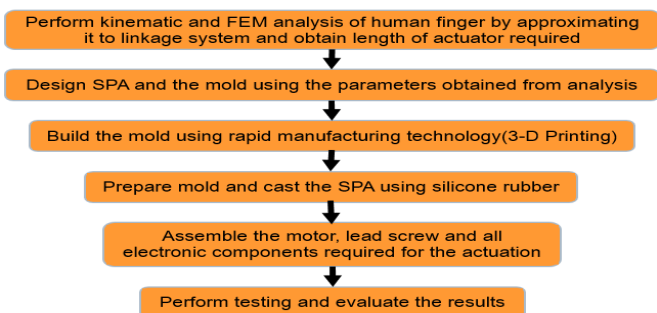 Perform kinematic and FEM analysis of human finger by approximating
it to linkage system and obtain length of actuator required
Design SPA and the mold using the parameters obtained from analysis
Build the mold using rapid manufacturing technology(3-D Printing)
Prepare mold and cast the SPA using silicone rubber
Assemble the motor, lead screw and all
electronic components required for the actuation
Perform testing and evaluate the results